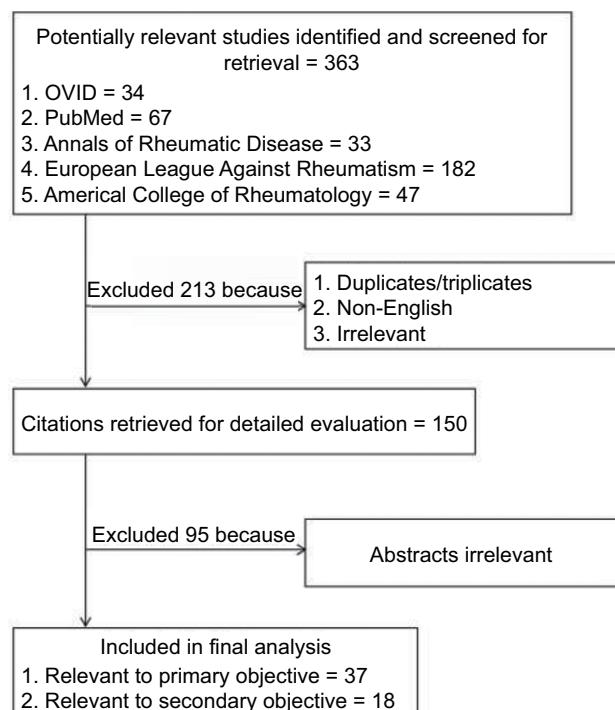 Potentially relevant studies identified and screened for
retrieval = 363
1. OVID = 34
2. PubMed = 67
3. Annals of Rheumatic Disease = 33
4. European League Against Rheumatism = 182
5. Americal College of Rheumatology = 47
Excluded 213 because
1. Duplicates/triplicates
2. Non-English
3. Irrelevant
Citations retrieved for detailed evaluation = 150
Excluded 95 because
Abstracts irrelevant
Included in final analysis
1. Relevant to primary objective = 37
2. Relevant to secondary objective = 18